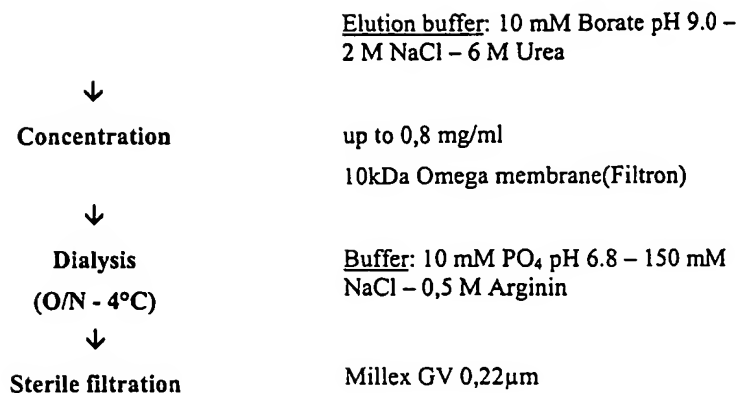 Elution buffer: 10 mM Borate pH 9.0 –
2 M NaCl – 6 M Urea
↓
Concentration up to 0,8 mg/ml
10kDa Omega membrane(Filtron)
↓
Dialysis Buffer: 10 mM PO₄ pH 6.8 – 150 mM
(O/N - 4°C) NaCl – 0,5 M Arginin
↓
Sterile filtration Millex GV 0,22µm